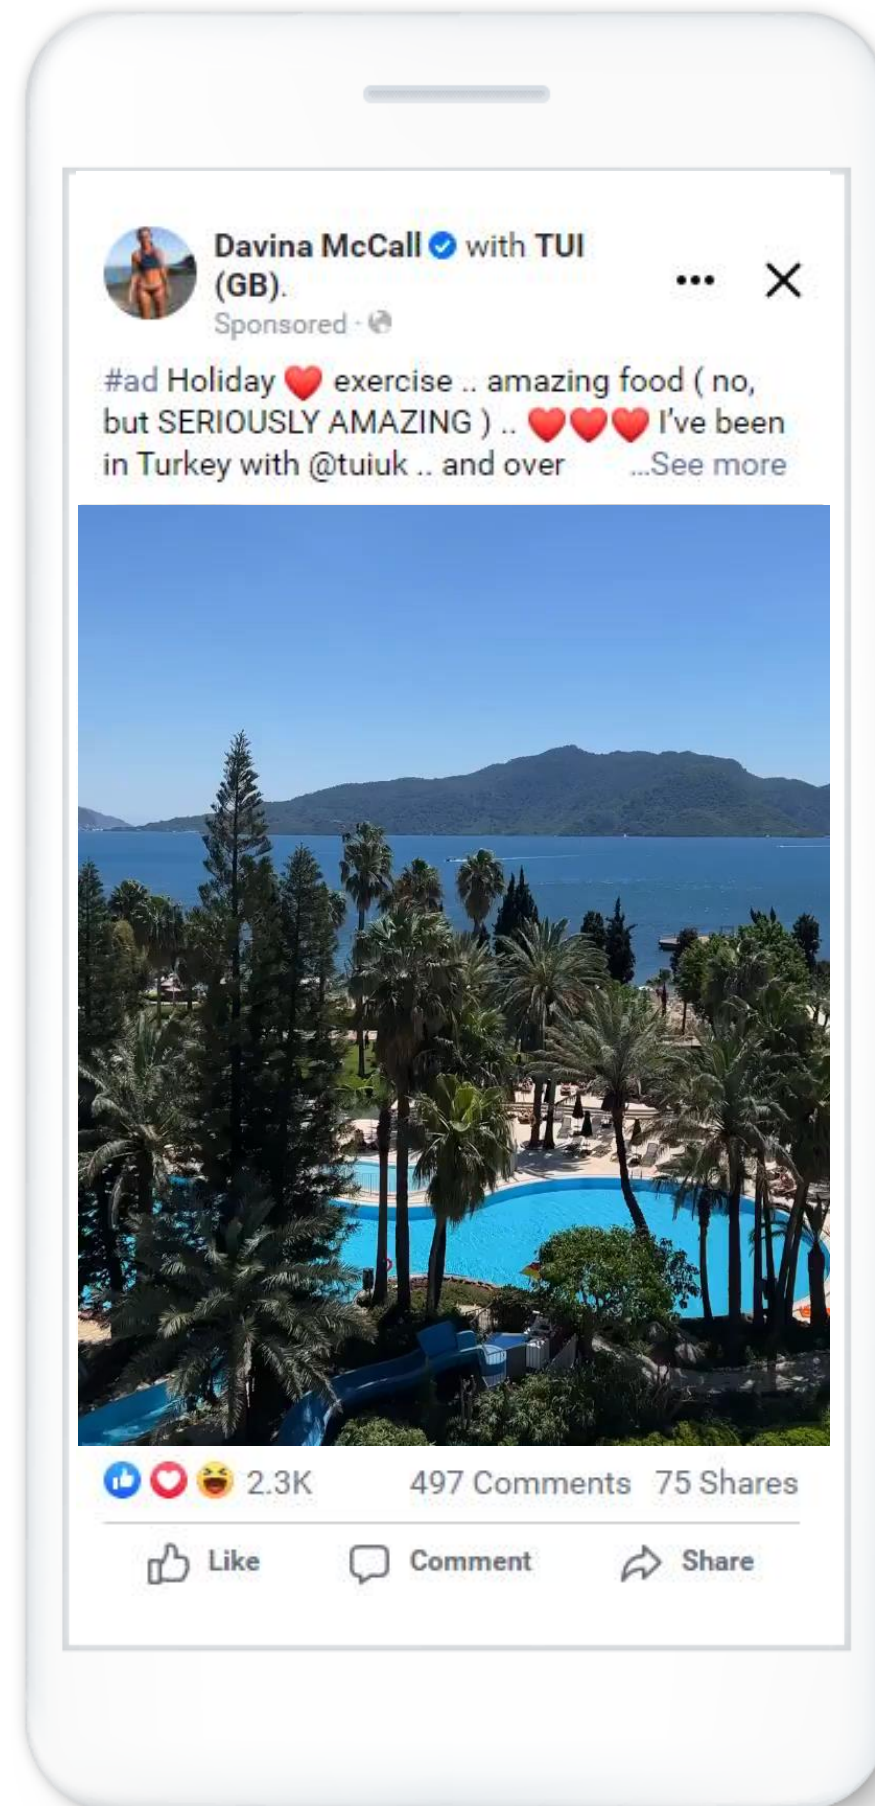 Davina McCall with TUI
(GB).
Sponsored ·
#ad Holiday ❤️ exercise .. amazing food ( no,
but SERIOUSLY AMAZING ) .. ❤️❤️❤️ I’ve been
in Turkey with @tuiuk .. and over ...See more
2.3K 497 Comments 75 Shares
Like Comment Share